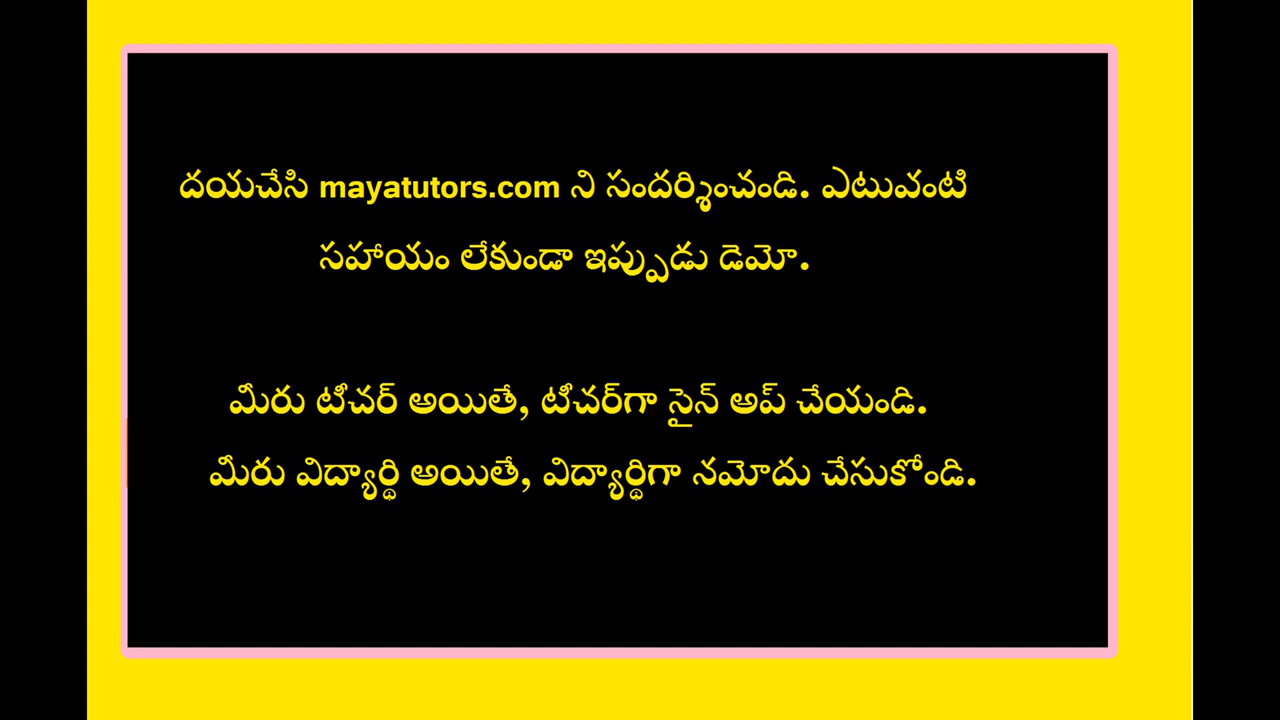 దయచేసి mayatutors.com ని సందర్శించండి. ఎటువంటి
సహాయం లేకుండా ఇప్పుడు డెమో.
మీరు టీచర్ అయితే, టీచర్‌గా సైన్ అప్ చేయండి.
మీరు విద్యార్థి అయితే, విద్యార్థిగా నమోదు చేసుకోండి.